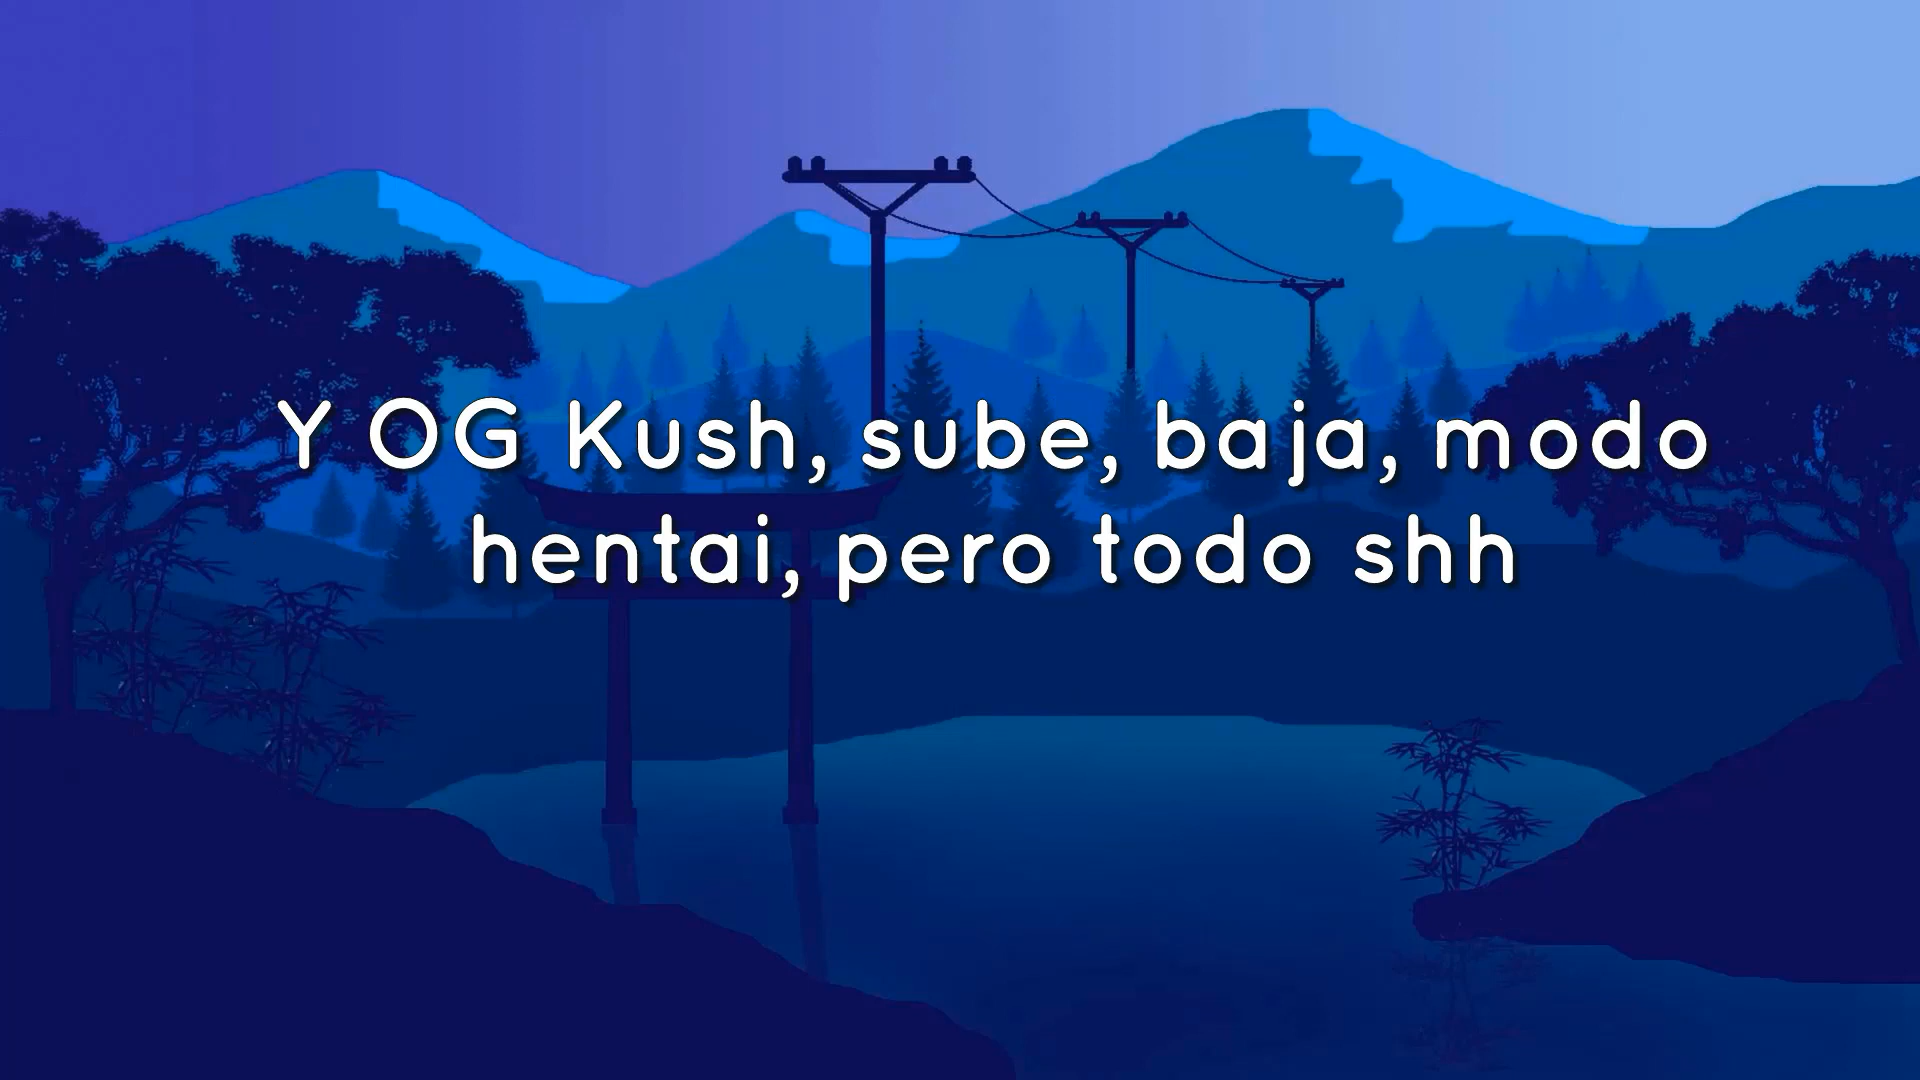 Y OG Kush, sube, baja, modo
hentai, pero todo shh